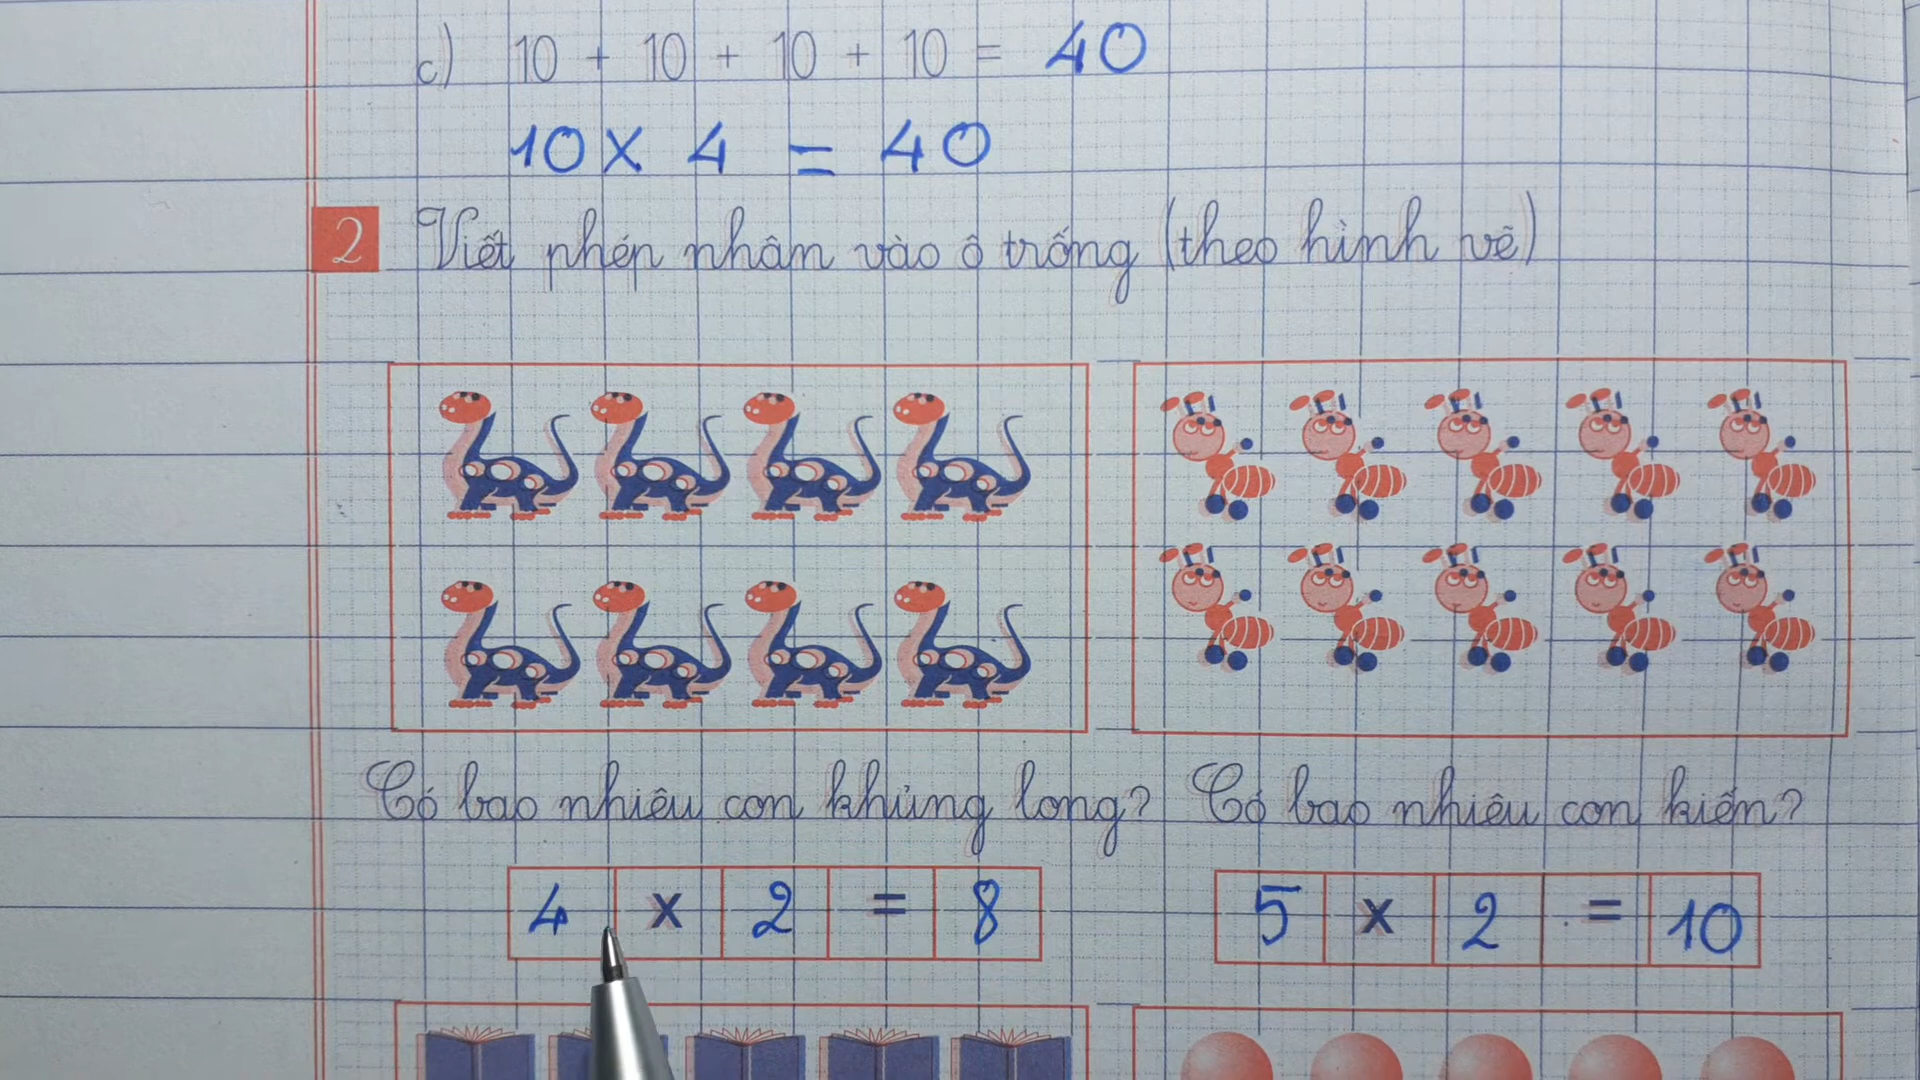 c) 10 + 10 + 10 + 10 = 40
10 x 4 = 40
2 Viết phép nhân vào ô trống (theo hình vẽ)
Có bao nhiêu con khủng long? Có bao nhiêu con kiến?
4 x 2 = 8 5 x 2 = 10